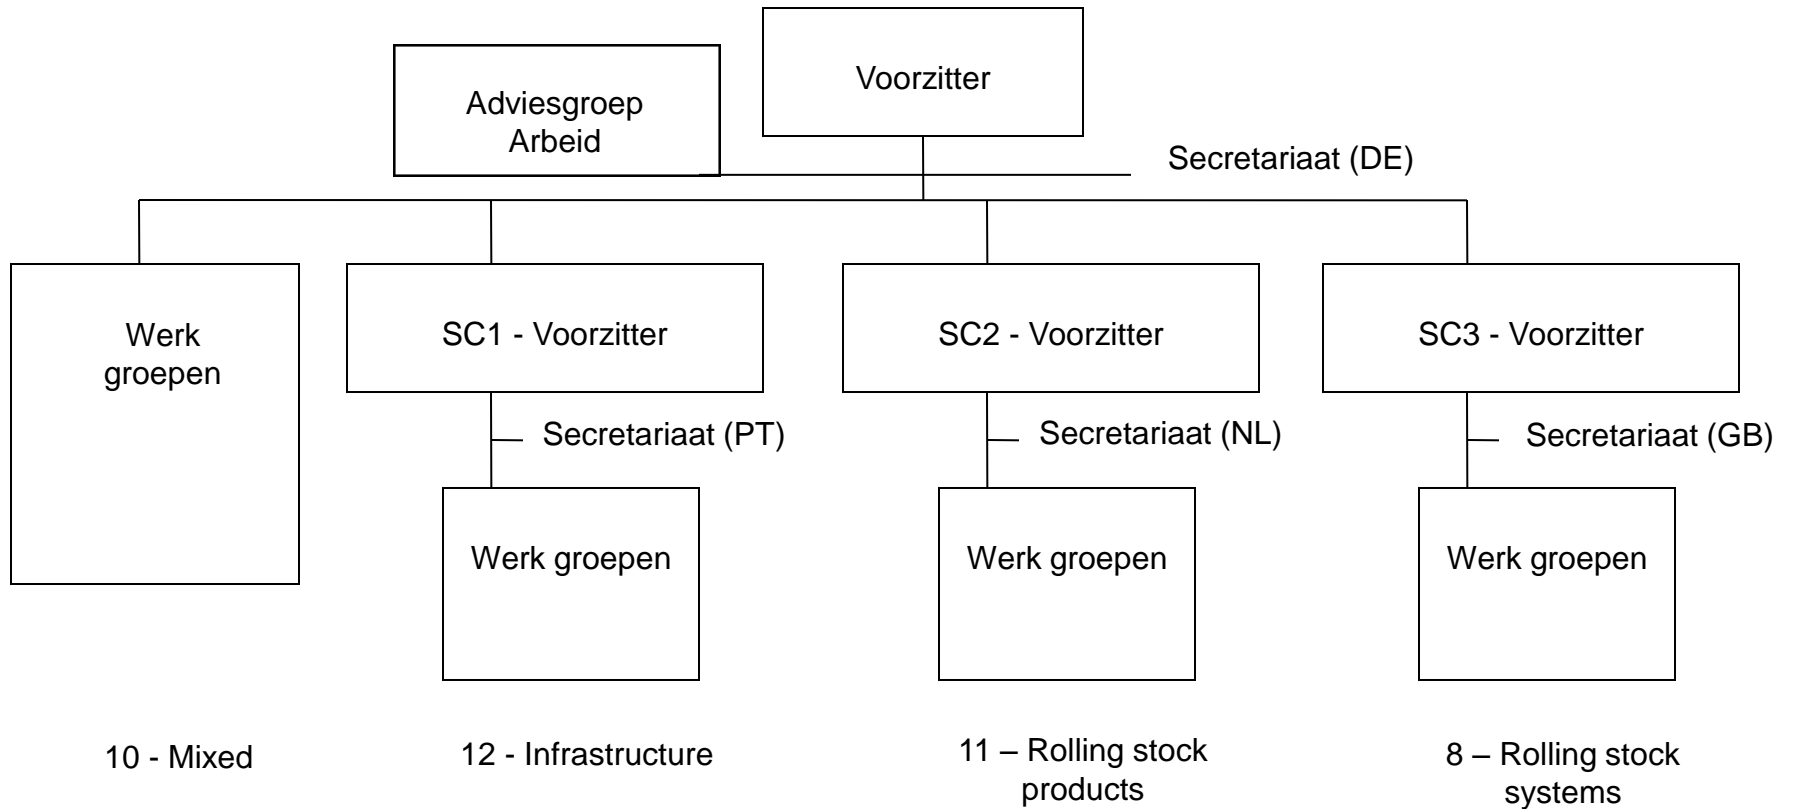 Voorzitter
Adviesgroep
Arbeid
Secretariaat (DE)
Werk
groepen
SC1 - Voorzitter
SC2 - Voorzitter
SC3 - Voorzitter
Secretariaat (PT)
Secretariaat (NL)
Secretariaat (GB)
Werk groepen
Werk groepen
Werk groepen
10 - Mixed
12 - Infrastructure
11 – Rolling stock
products
8 – Rolling stock
systems